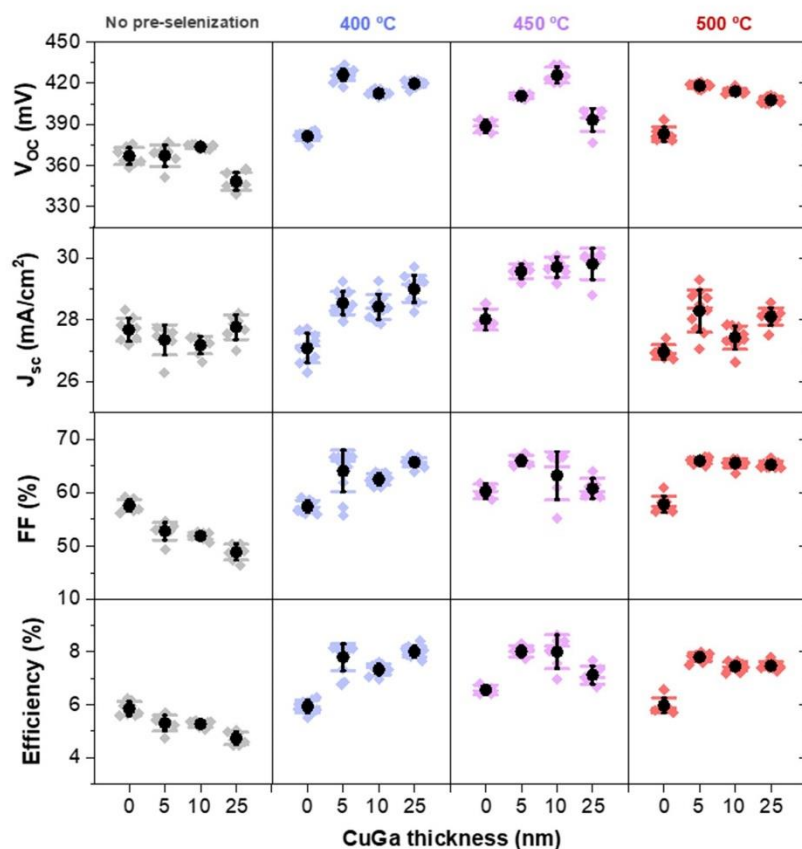 No pre-selenization 400 ºC 450 ºC 500 ºC
450
420
390
360
330
V_OC (mV)
30
28
26
J_sc (mA/cm²)
70
60
50
FF (%)
10
8
6
4
Efficiency (%)
0 5 10 25 0 5 10 25 0 5 10 25 0 5 10 25
CuGa thickness (nm)